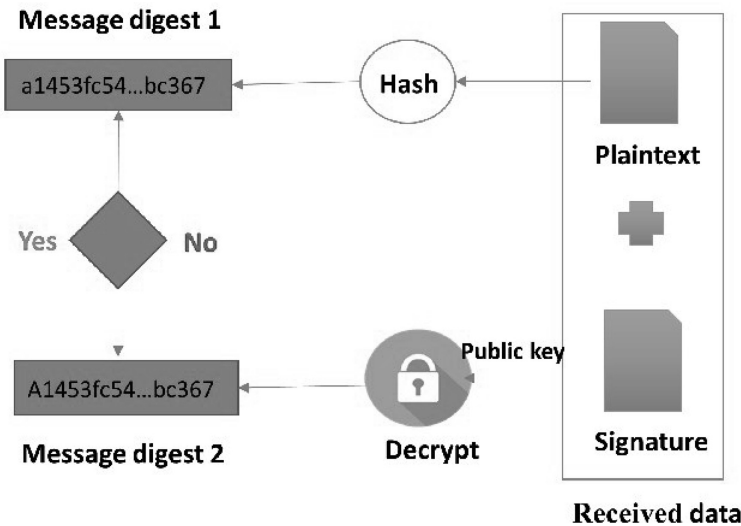 Message digest 1
a1453fc54...bc367
Hash
Plaintext
Yes
No
Public key
A1453fc54...bc367
Decrypt
Signature
Message digest 2
Received data